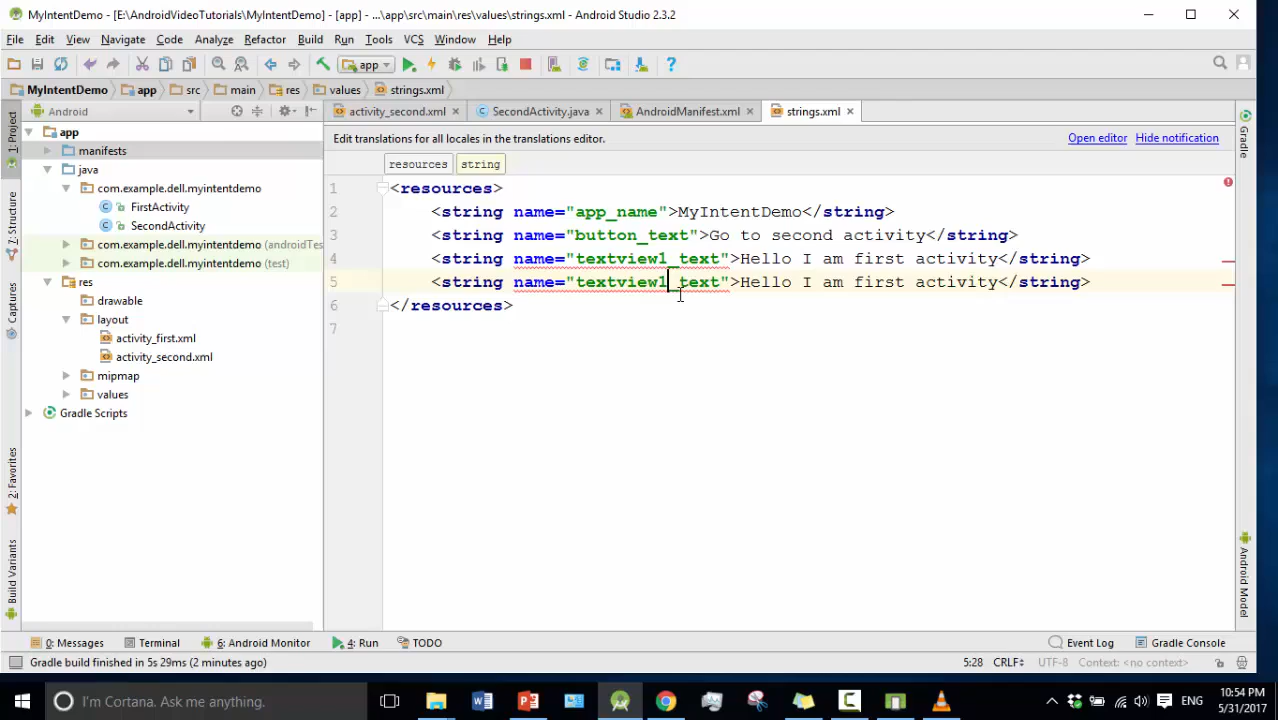 MyIntentDemo - [E:\AndroidVideoTutorials\MyIntentDemo] - [app] - ...\app\src\main\res\values\strings.xml - Android Studio 2.3.2
File Edit View Navigate Code Analyze Refactor Build Run Tools VCS Window Help
app
MyIntentDemo app src main res values strings.xml
Android
activity_second.xml SecondActivity.java AndroidManifest.xml strings.xml
Edit translations for all locales in the translations editor. Open editor Hide notification
resources string
1: Project
7: Structure
Captures
2: Favorites
Build Variants
app
manifests
java
com.example.dell.myintentdemo
FirstActivity
SecondActivity
com.example.dell.myintentdemo (androidTes
com.example.dell.myintentdemo (test)
res
drawable
layout
activity_first.xml
activity_second.xml
mipmap
values
Gradle Scripts
1 <resources>
2 <string name="app_name">MyIntentDemo</string>
3 <string name="button_text">Go to second activity</string>
4 <string name="textview1_text">Hello I am first activity</string>
5 <string name="textview1_text">Hello I am first activity</string>
6 </resources>
7
Gradle
Android Model
0: Messages Terminal 6: Android Monitor 4: Run TODO Event Log Gradle Console
Gradle build finished in 5s 29ms (2 minutes ago) 5:28 CRLF UTF-8 Context: <no context>
I'm Cortana. Ask me anything. ENG 10:54 PM
5/31/2017